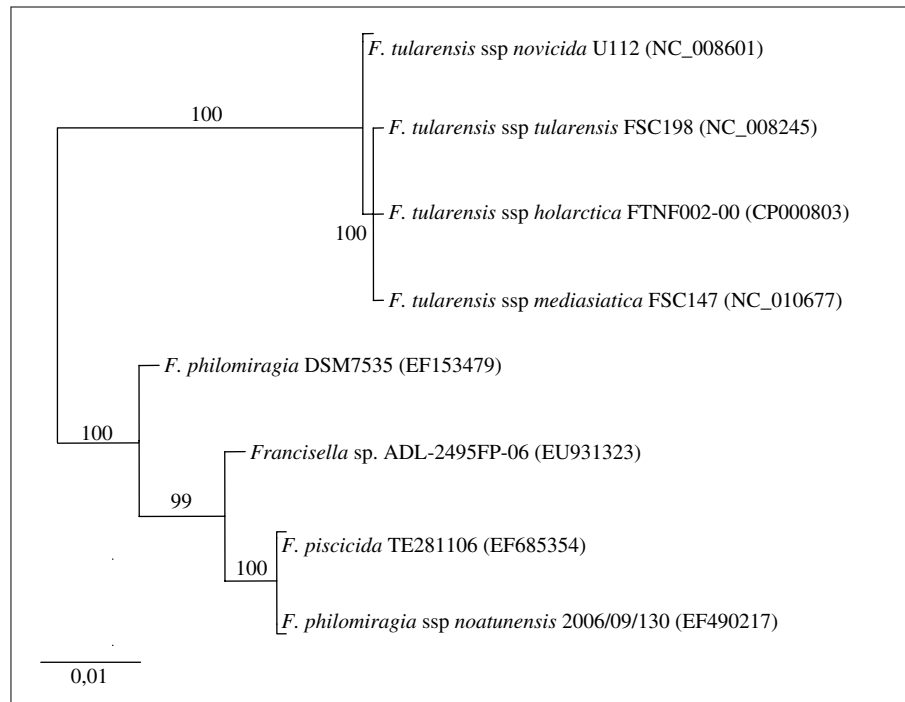 F. tularensis ssp novicida U112 (NC_008601)
100
F. tularensis ssp tularensis FSC198 (NC_008245)
F. tularensis ssp holarctica FTNF002-00 (CP000803)
100
F. tularensis ssp mediasiatica FSC147 (NC_010677)
F. philomiragia DSM7535 (EF153479)
100
Francisella sp. ADL-2495FP-06 (EU931323)
99
F. piscicida TE281106 (EF685354)
100
F. philomiragia ssp noatunensis 2006/09/130 (EF490217)
0,01